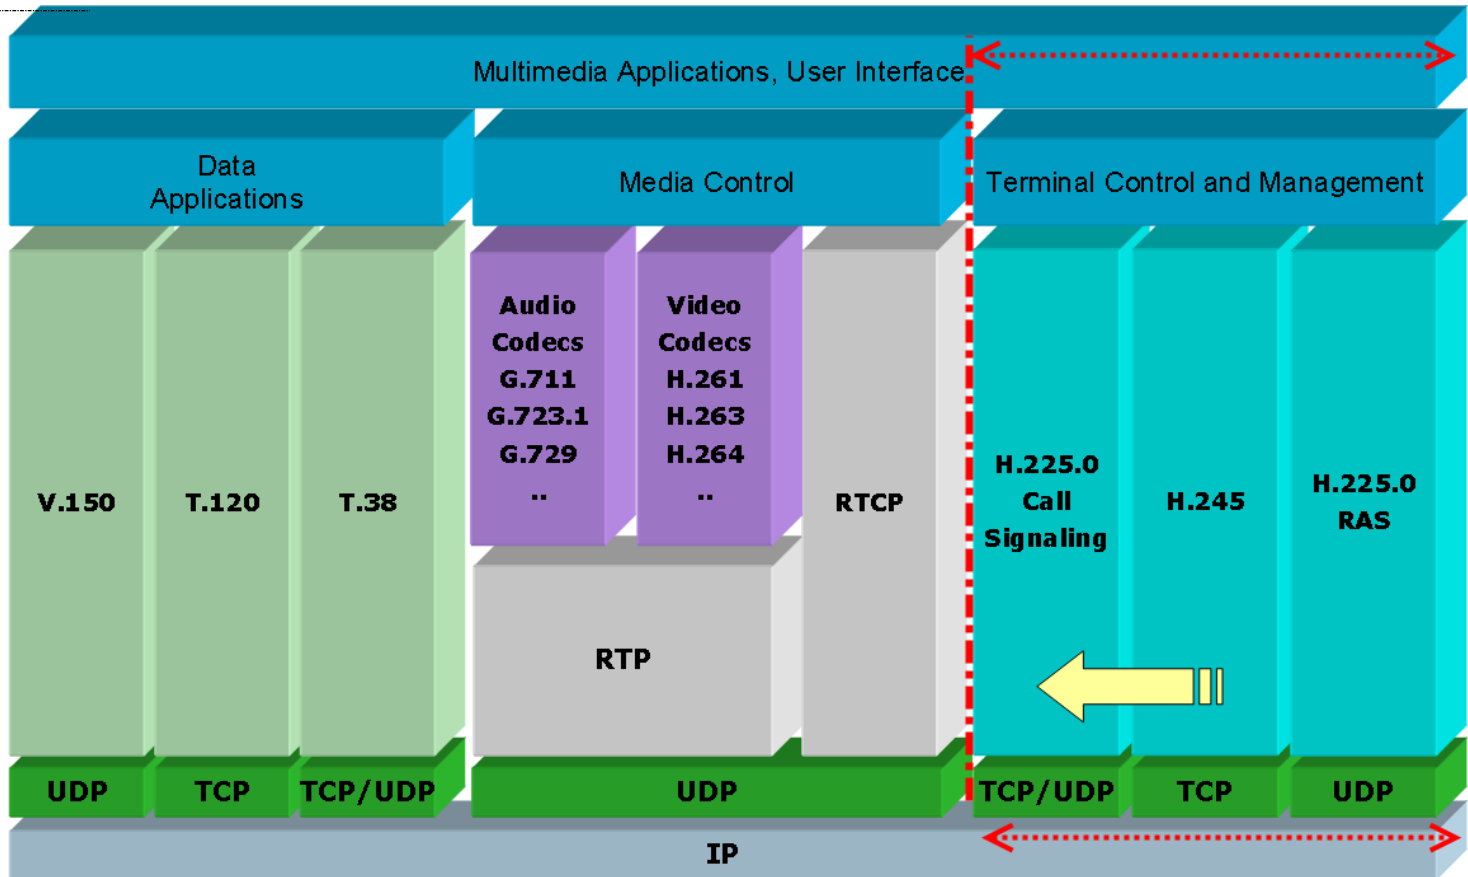 Multimedia Applications, User Interface
Data
Applications
Media Control
Terminal Control and Management
V.150
T.120
T.38
Audio
Codecs
G.711
G.723.1
G.729
..
Video
Codecs
H.261
H.263
H.264
..
RTCP
RTP
H.225.0
Call
Signaling
H.245
H.225.0
RAS
UDP
TCP
TCP/UDP
UDP
TCP/UDP
TCP
UDP
IP